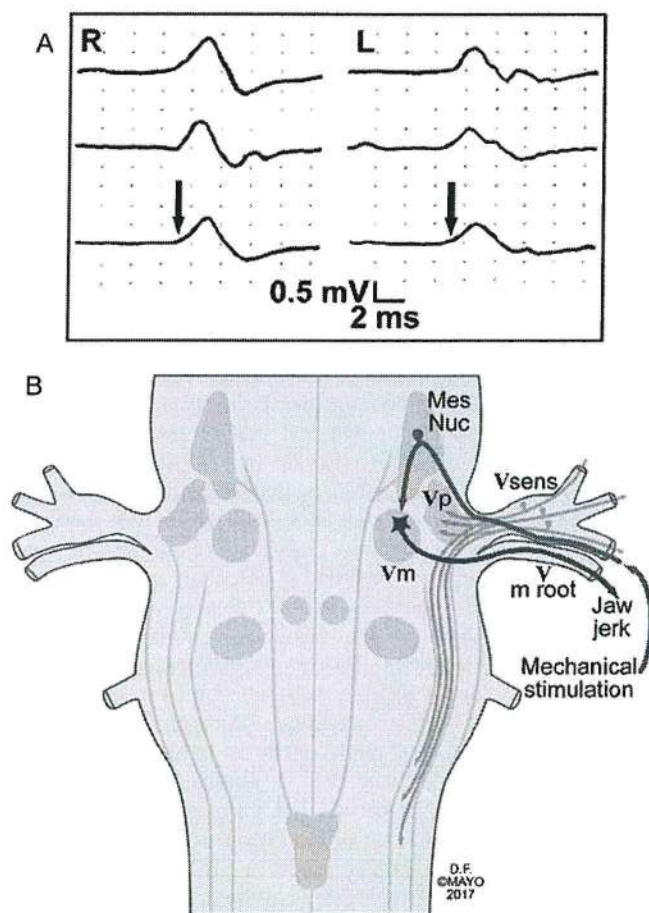 A
R
L
0.5 mV
2 ms
B
Mes
Nuc
Vsens
Vp
Vm
V
m root
Jaw
jerk
Mechanical
stimulation
D.F.
©MAYO
2017